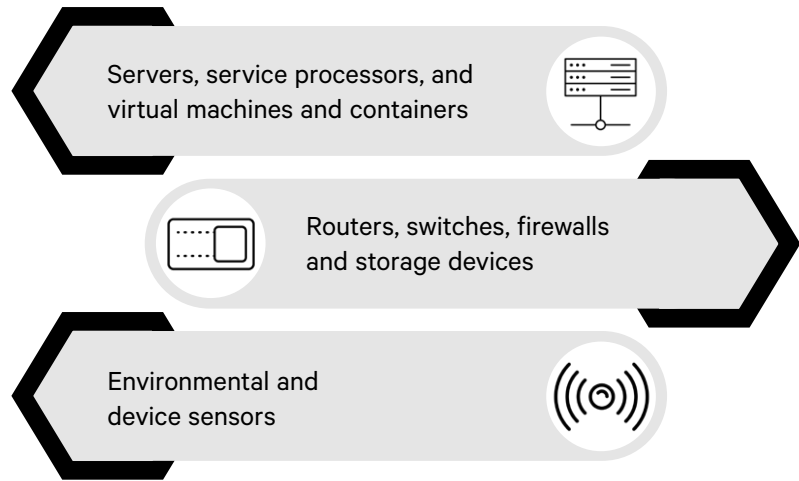 Servers, service processors, and
virtual machines and containers
Routers, switches, firewalls
and storage devices
Environmental and
device sensors